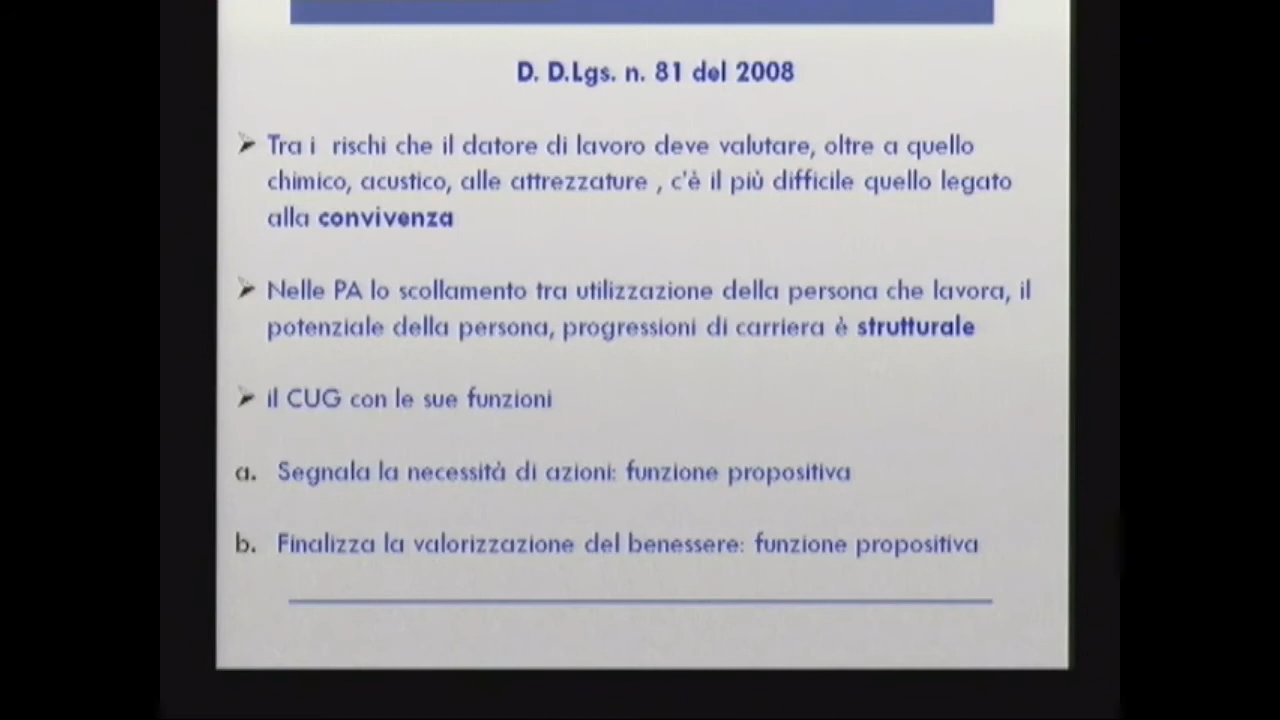 D. D.Lgs. n. 81 del 2008
➢ Tra i rischi che il datore di lavoro deve valutare, oltre a quello
chimico, acustico, alle attrezzature , c'è il più difficile quello legato
alla convivenza
➢ Nelle PA lo scollamento tra utilizzazione della persona che lavora, il
potenziale della persona, progressioni di carriera è strutturale
➢ il CUG con le sue funzioni
a. Segnala la necessità di azioni: funzione propositiva
b. Finalizza la valorizzazione del benessere: funzione propositiva